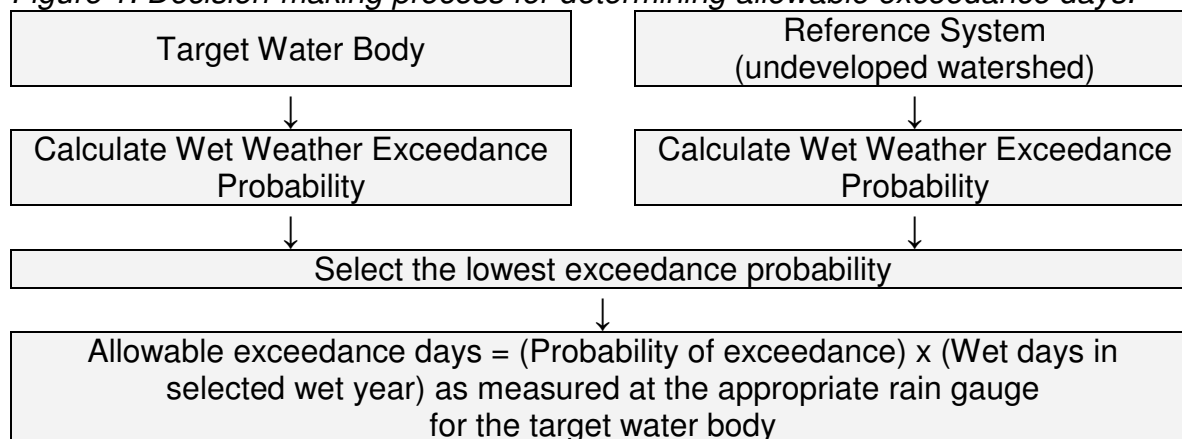 Figure 1. Decision making process for determining allowable exceedance days.
Target Water Body
Reference System
(undeveloped watershed)
↓
↓
Calculate Wet Weather Exceedance
Probability
Calculate Wet Weather Exceedance
Probability
↓
↓
Select the lowest exceedance probability
↓
Allowable exceedance days = (Probability of exceedance) x (Wet days in
selected wet year) as measured at the appropriate rain gauge
for the target water body